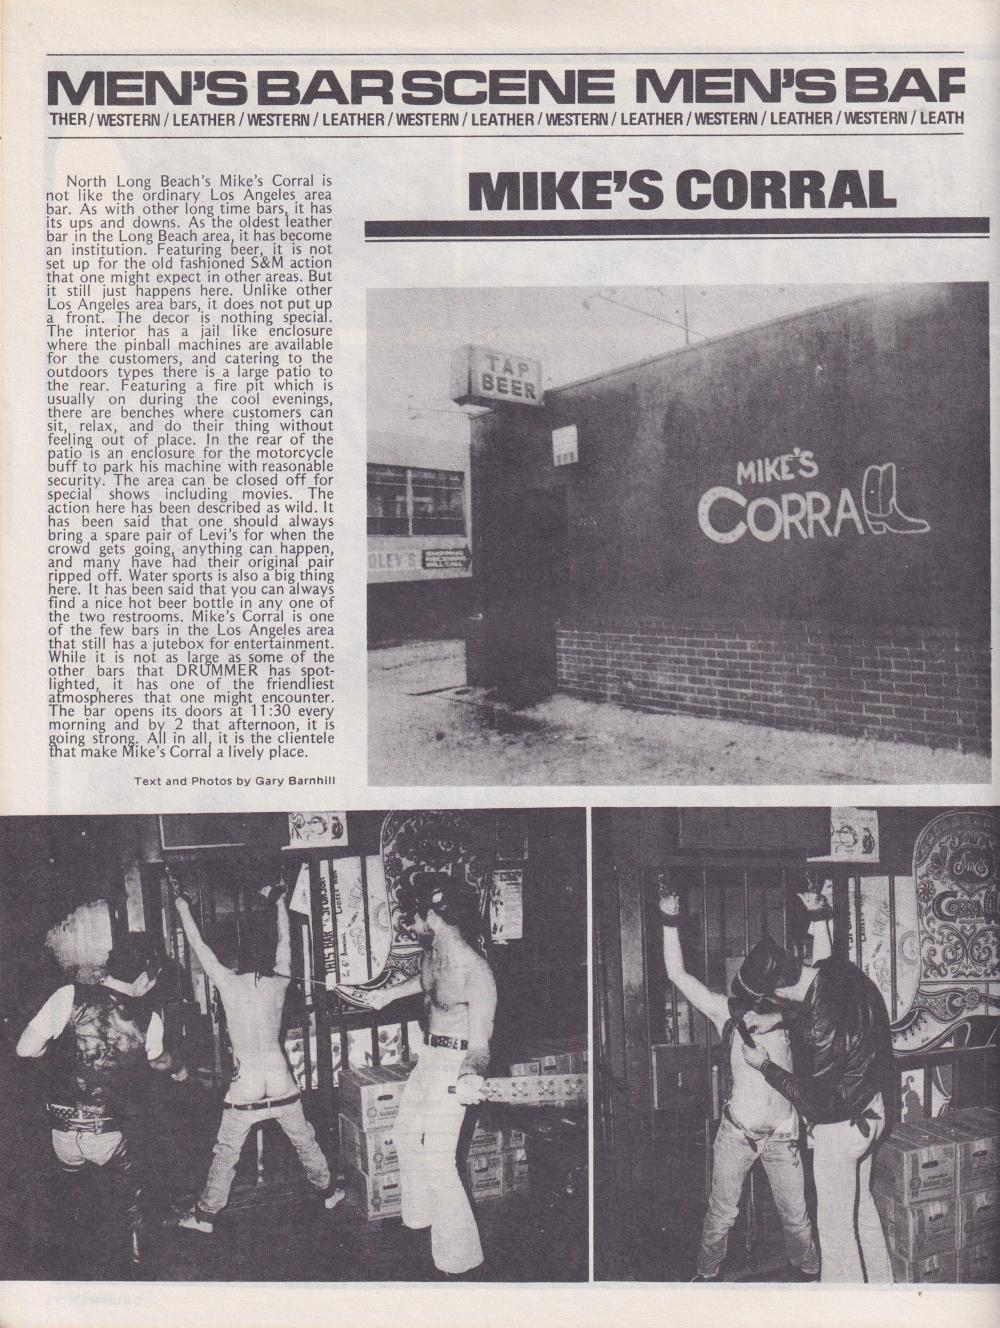 MEN'S BAR SCENE MEN'S BAR
THER / WESTERN / LEATHER / WESTERN / LEATHER / WESTERN / LEATHER / WESTERN / LEATHER / WESTERN / LEATHER / WESTERN / LEATH
MIKE'S CORRAL
North Long Beach's Mike's Corral is
not like the ordinary Los Angeles area
bar. As with other long time bars, it has
its ups and downs. As the oldest leather
bar in the Long Beach area, it has become
an institution. Featuring beer, it is not
set up for the old fashioned S&M action
that one might expect in other areas. But
it still just happens here. Unlike other
Los Angeles area bars, it does not put up
a front. The decor is nothing special.
The interior has a jail like enclosure
where the pinball machines are available
for the customers, and catering to the
outdoors types there is a large patio to
the rear. Featuring a fire pit which is
usually on during the cool evenings,
there are benches where customers can
sit, relax, and do their thing without
feeling out of place. In the rear of the
patio is an enclosure for the motorcycle
buff to park his machine with reasonable
security. The area can be closed off for
special shows including movies. The
action here has been described as wild. It
has been said that one should always
bring a spare pair of Levi's for when the
crowd gets going, anything can happen,
and many have had their original pair
ripped off. Water sports is also a big thing
here. It has been said that you can always
find a nice hot beer bottle in any one of
the two restrooms. Mike's Corral is one
of the few bars in the Los Angeles area
that still has a jutebox for entertainment.
While it is not as large as some of the
other bars that DRUMMER has spot-
lighted, it has one of the friendliest
atmospheres that one might encounter.
The bar opens its doors at 11:30 every
morning and by 2 that afternoon, it is
going strong. All in all, it is the clientele
that make Mike's Corral a lively place.
Text and Photos by Gary Barnhill
TAP
BEER
MIKE'S
CORRAL
OLEY'S
THIS BAR